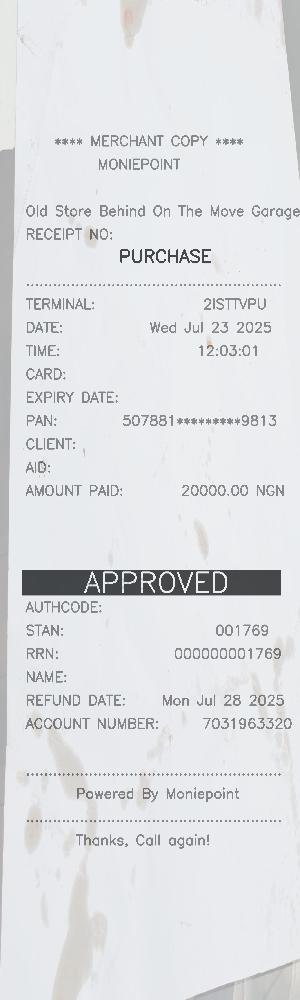 **** MERCHANT COPY ****
MONIEPOINT
Old Store Behind On The Move Garage
RECEIPT NO:
PURCHASE
TERMINAL: 2ISTTVPU
DATE: Wed Jul 23 2025
TIME: 12:03:01
CARD:
EXPIRY DATE:
PAN: 507881*********9813
CLIENT:
AID:
AMOUNT PAID: 20000.00 NGN
APPROVED
AUTHCODE:
STAN: 001769
RRN: 000000001769
NAME:
REFUND DATE: Mon Jul 28 2025
ACCOUNT NUMBER: 7031963320
Powered By Moniepoint
Thanks, Call again!